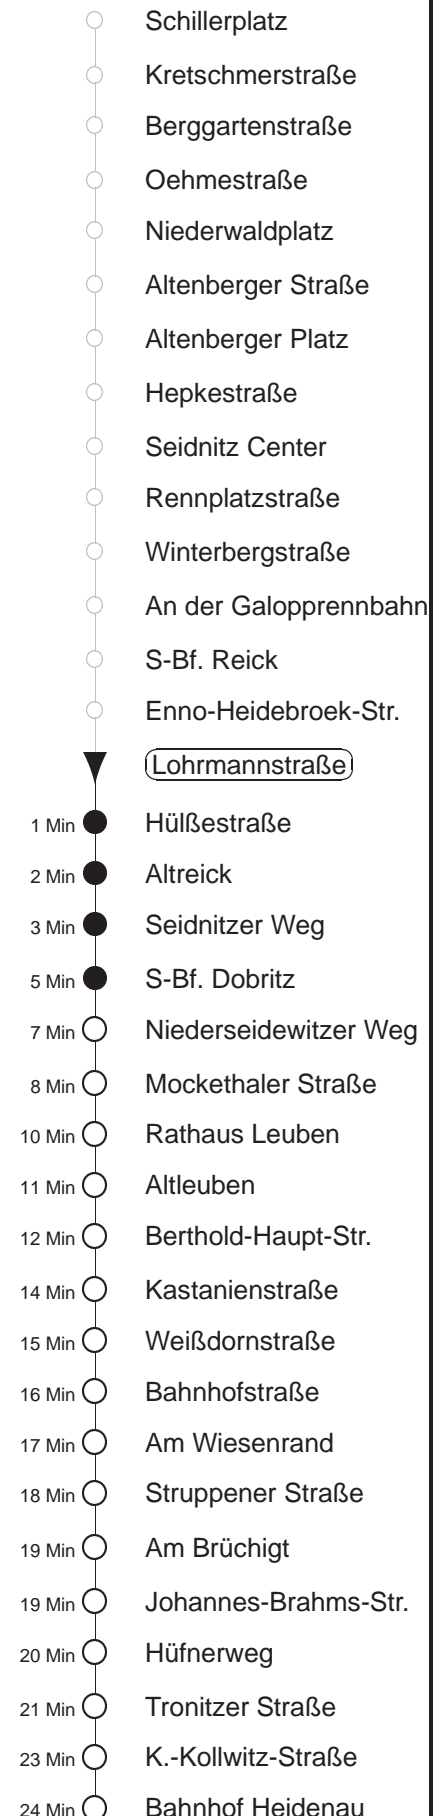 Schillerplatz
Kretschmerstraße
Berggartenstraße
Oehmestraße
Niederwaldplatz
Altenberger Straße
Altenberger Platz
Hepkestraße
Seidnitz Center
Rennplatzstraße
Winterbergstraße
An der Galopprennbahn
S-Bf. Reick
Enno-Heidebroek-Str.
Lohrmannstraße
1 Min Hülßestraße
2 Min Altreick
3 Min Seidnitzer Weg
5 Min S-Bf. Dobritz
7 Min Niederseidewitzer Weg
8 Min Mockethaler Straße
10 Min Rathaus Leuben
11 Min Altleuben
12 Min Berthold-Haupt-Str.
14 Min Kastanienstraße
15 Min Weißdornstraße
16 Min Bahnhofstraße
17 Min Am Wiesenrand
18 Min Struppener Straße
19 Min Am Brüchigt
19 Min Johannes-Brahms-Str.
20 Min Hüfnerweg
21 Min Tronitzer Straße
23 Min K.-Kollwitz-Straße
24 Min Bahnhof Heidenau